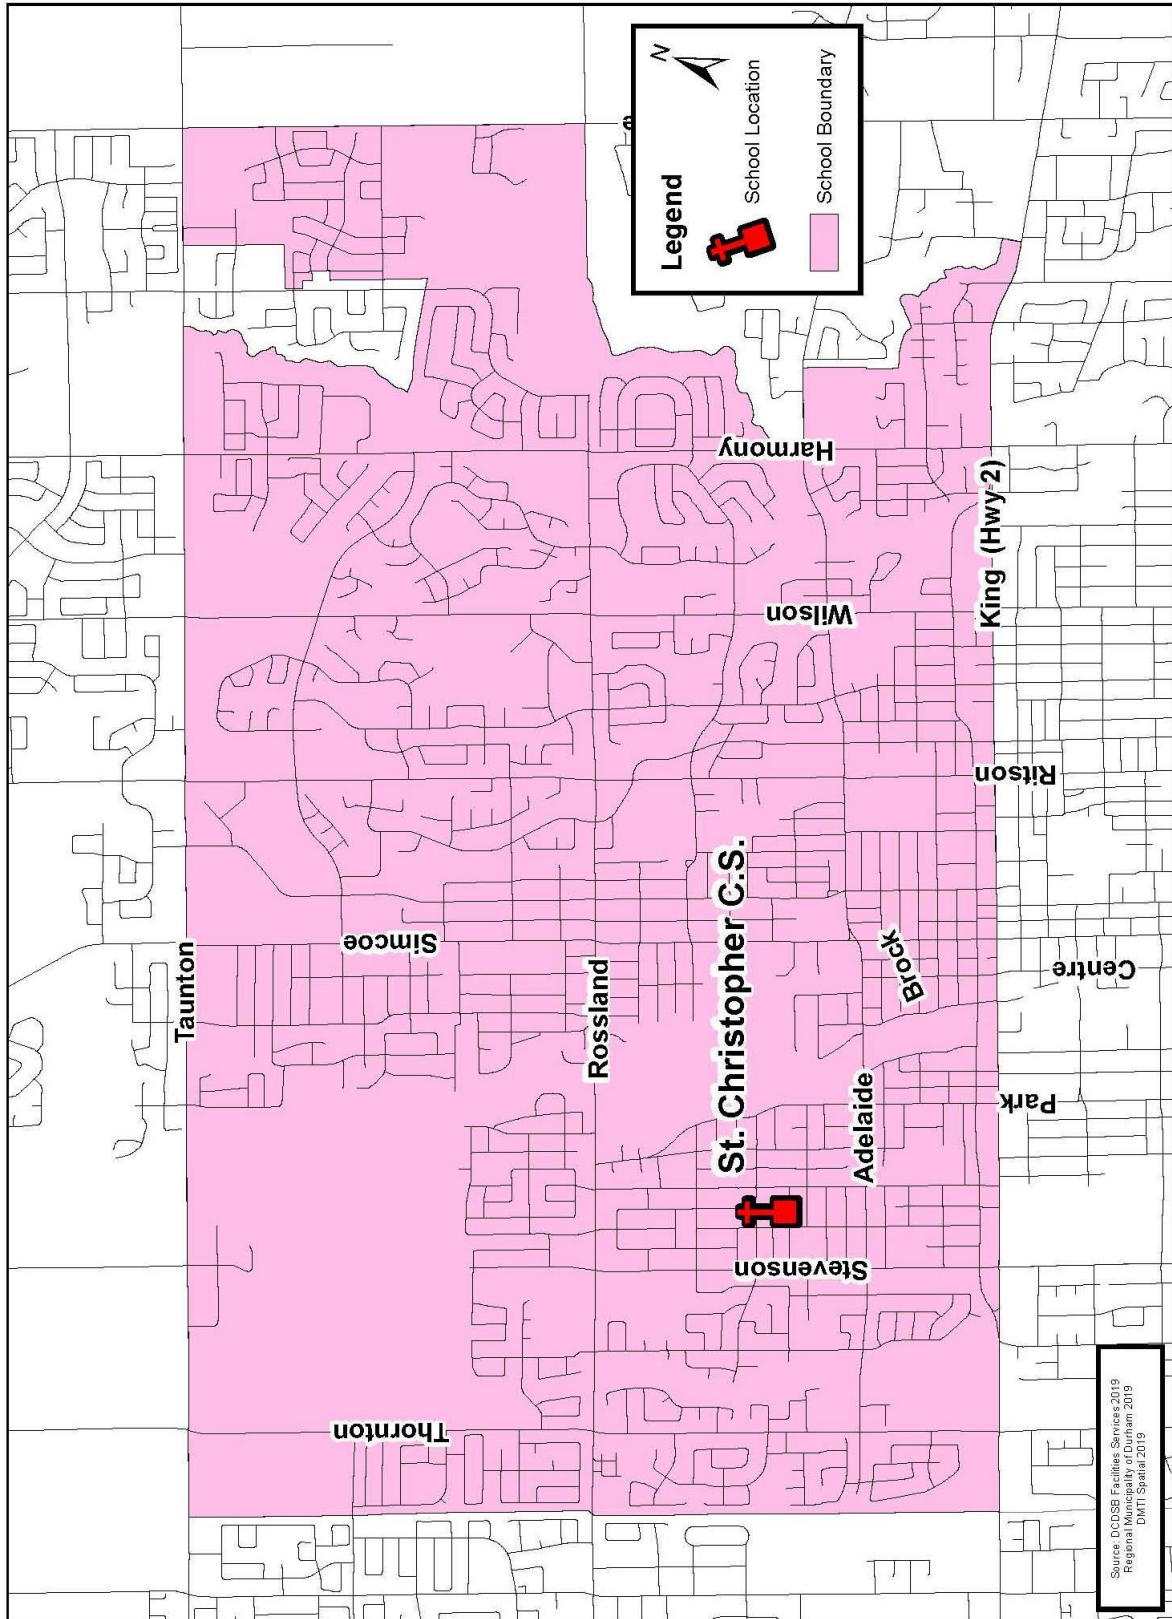 Taunton
Simcoe
Thornton
Rossland
Harmony
Wilson
King (Hwy 2)
Ritson
St. Christopher C.S.
Brock
Centre
Adelaide
Park
Stevenson
Legend
N
School Location
School Boundary
Source: DCDSB Facilities Services 2019
Regional Municipality of Durham 2019
DMTI Spatial 2019